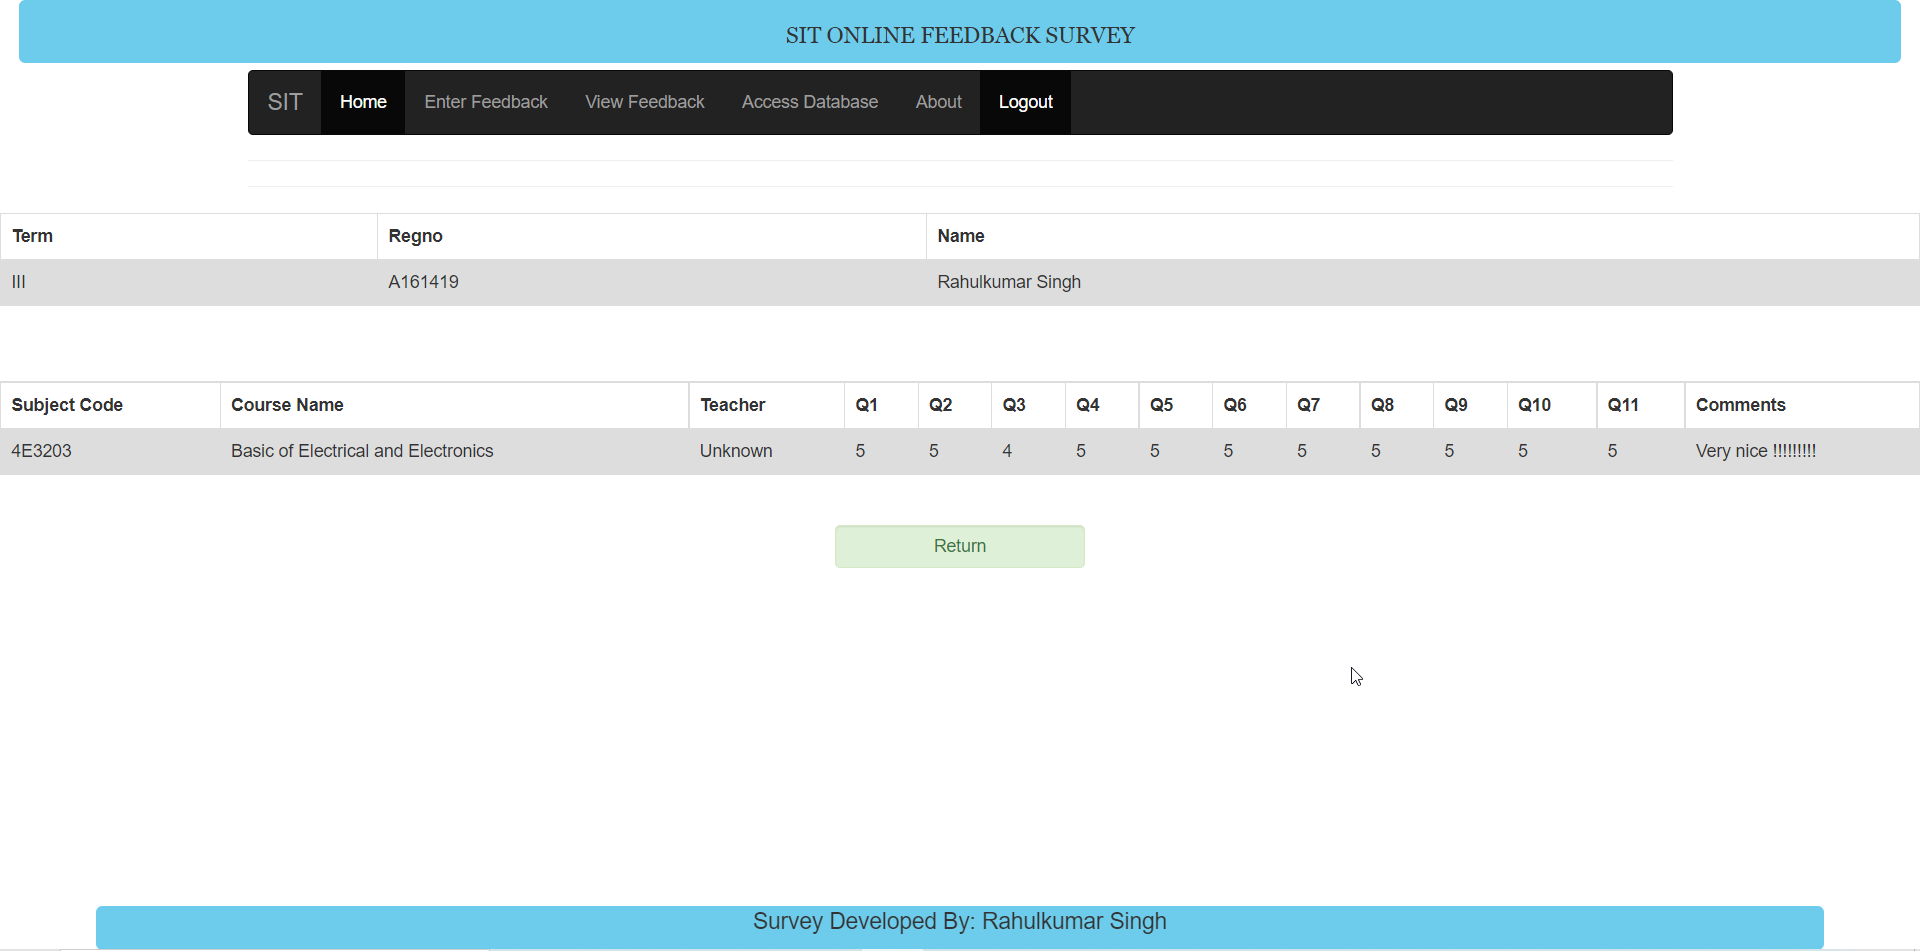 SIT ONLINE FEEDBACK SURVEY
SIT Home Enter Feedback View Feedback Access Database About Logout
Term Regno Name
III A161419 Rahulkumar Singh
Subject Code Course Name Teacher Q1 Q2 Q3 Q4 Q5 Q6 Q7 Q8 Q9 Q10 Q11 Comments
4E3203 Basic of Electrical and Electronics Unknown 5 5 4 5 5 5 5 5 5 5 5 Very nice !!!!!!!!!
Return
Survey Developed By: Rahulkumar Singh